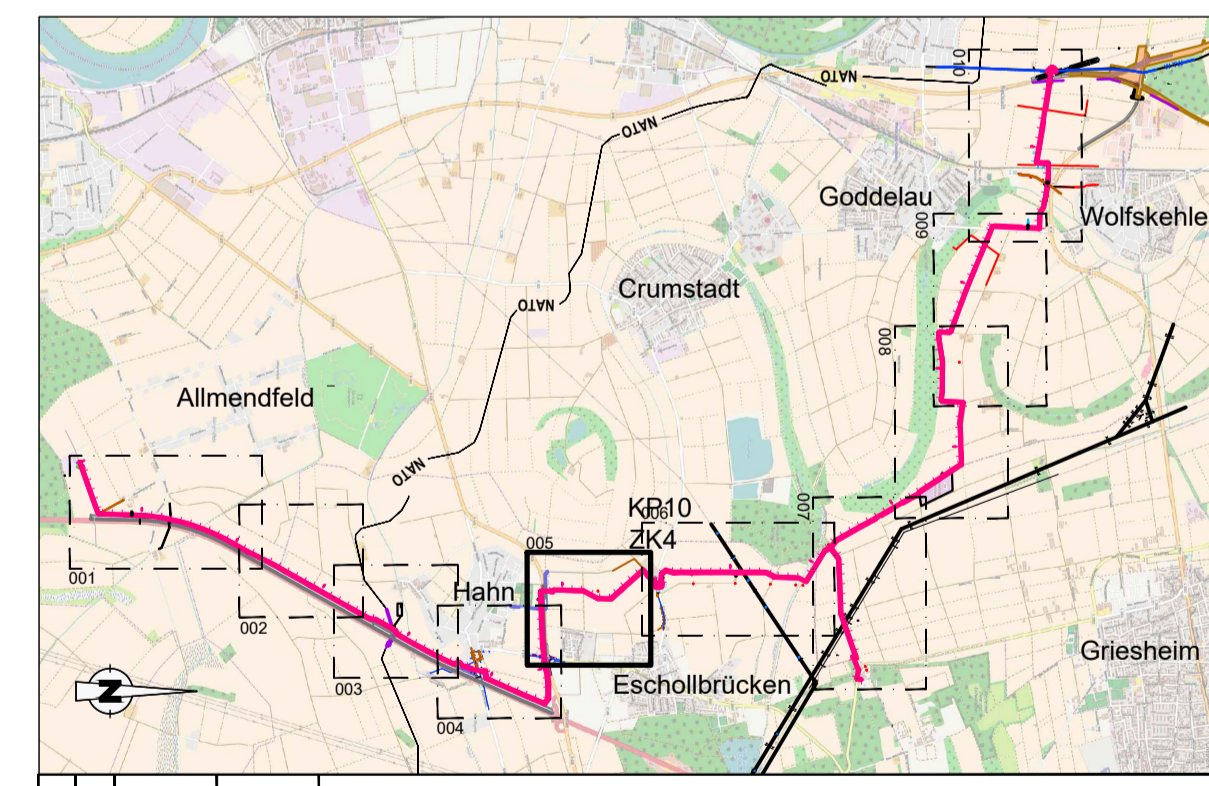 010
NATO
NATO
Goddelau
Wolfskehle
009
Crumstadt
NATO
008
Allmendfeld
NATO
007
KP10
006
ZK4
005
001
Hahn
002
Griesheim
003
Eschollbrücken
N
004